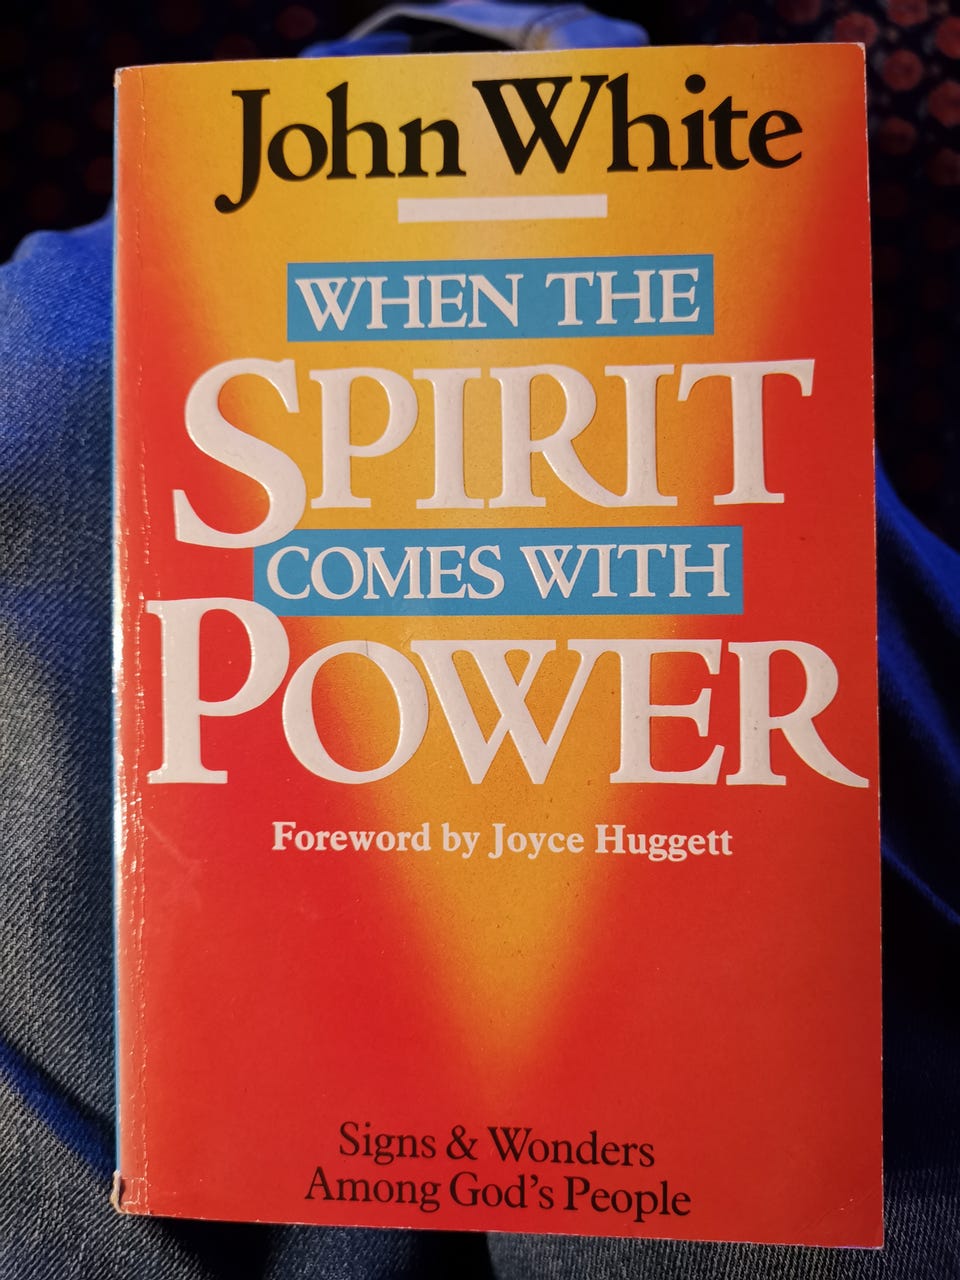 John White
WHEN THE
SPIRIT
COMES WITH
POWER
Foreword by Joyce Huggett
Signs & Wonders
Among God's People